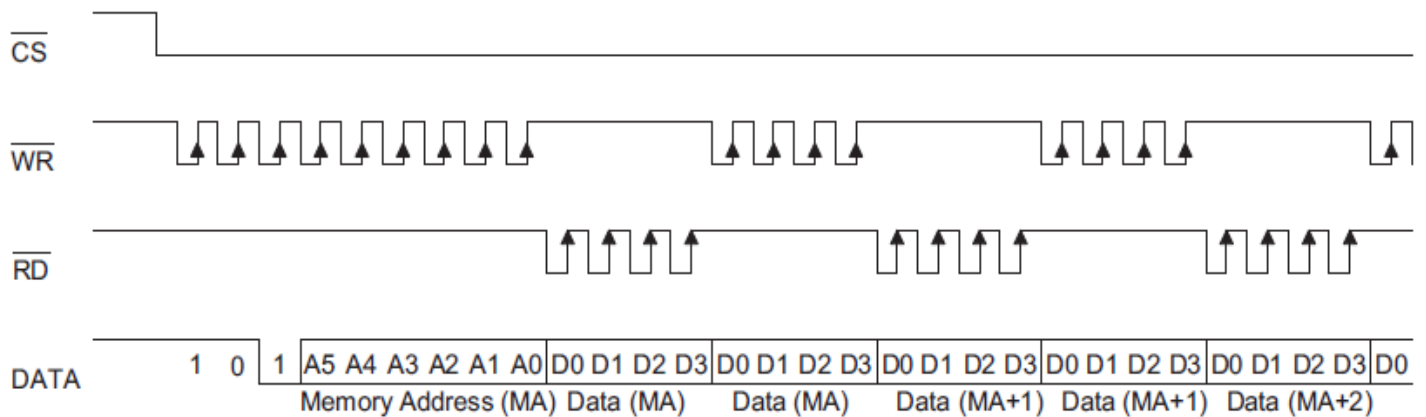 CS
WR
RD
DATA 1 0 1 A5 A4 A3 A2 A1 A0 D0 D1 D2 D3 D0 D1 D2 D3 D0 D1 D2 D3 D0 D1 D2 D3 D0 D1 D2 D3 D0
Memory Address (MA) Data (MA) Data (MA) Data (MA+1) Data (MA+1) Data (MA+2)